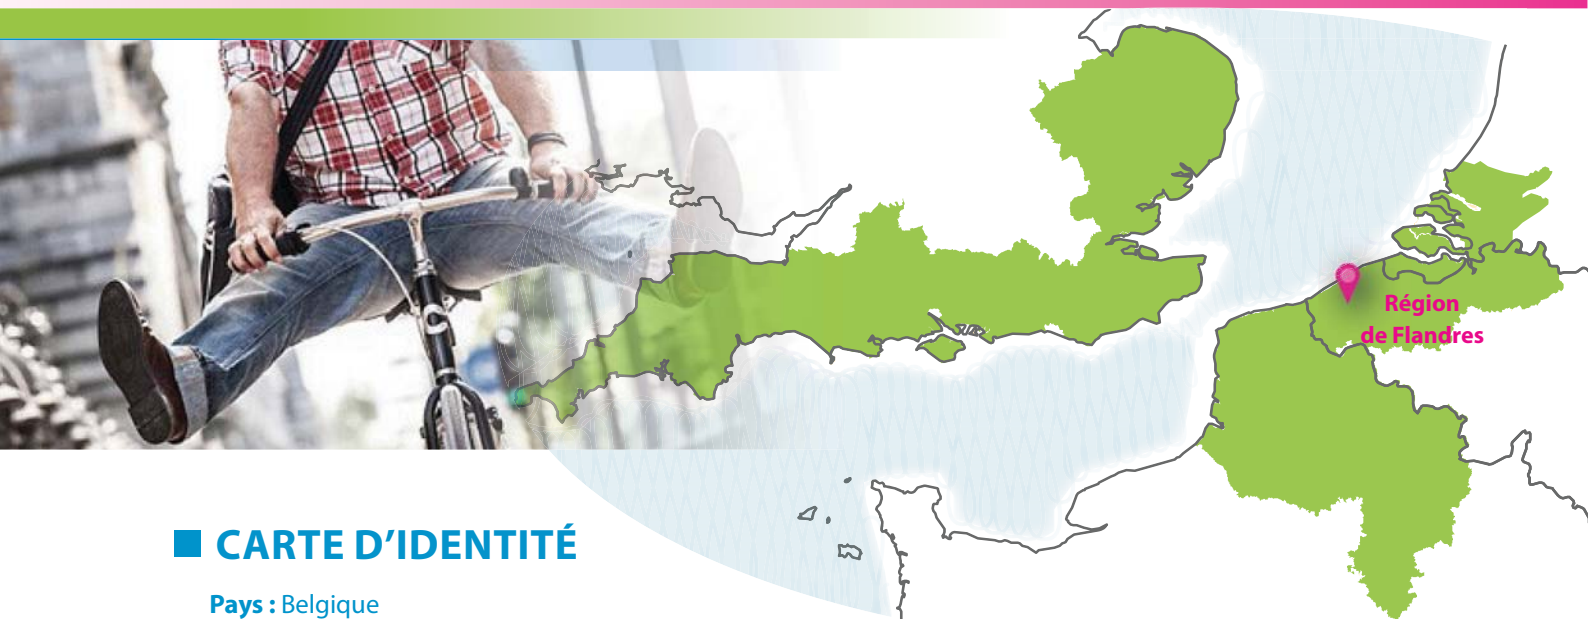 Région
de Flandres
CARTE D'IDENTITÉ
Pays : Belgique